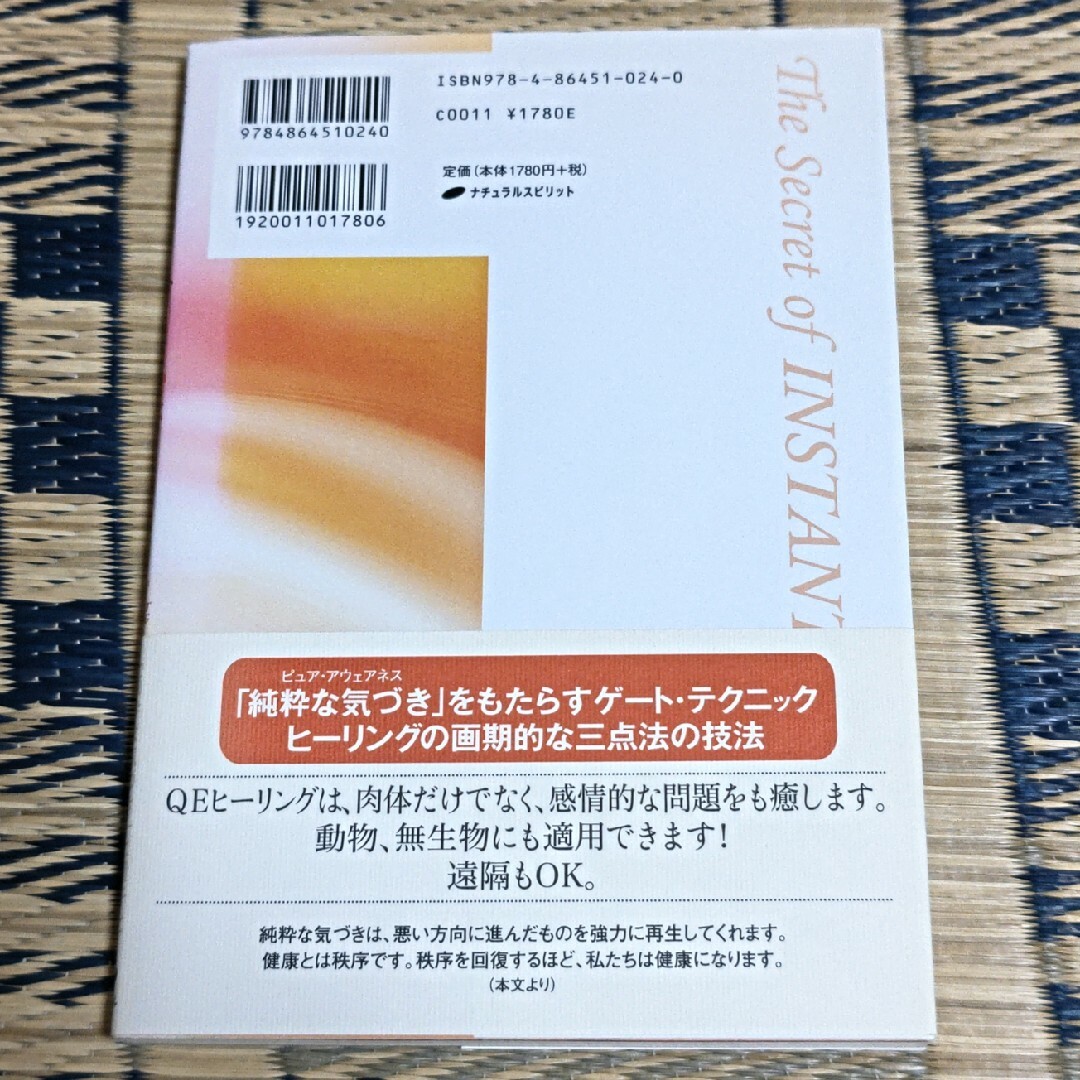 ISBN978-4-86451-024-0
C0011 ¥1780E
9784864510240
定価(本体1780円+税)
ナチュラルスピリット
1920011017806
The Secret of INSTANT
ピュア・アウェアネス
「純粋な気づき」をもたらすゲート・テクニック
ヒーリングの画期的な三点法の技法
QEヒーリングは、肉体だけでなく、感情的な問題をも癒します。
動物、無生物にも適用できます!
遠隔もOK。
純粋な気づきは、悪い方向に進んだものを強力に再生してくれます。
健康とは秩序です。秩序を回復するほど、私たちは健康になります。
(本文より)